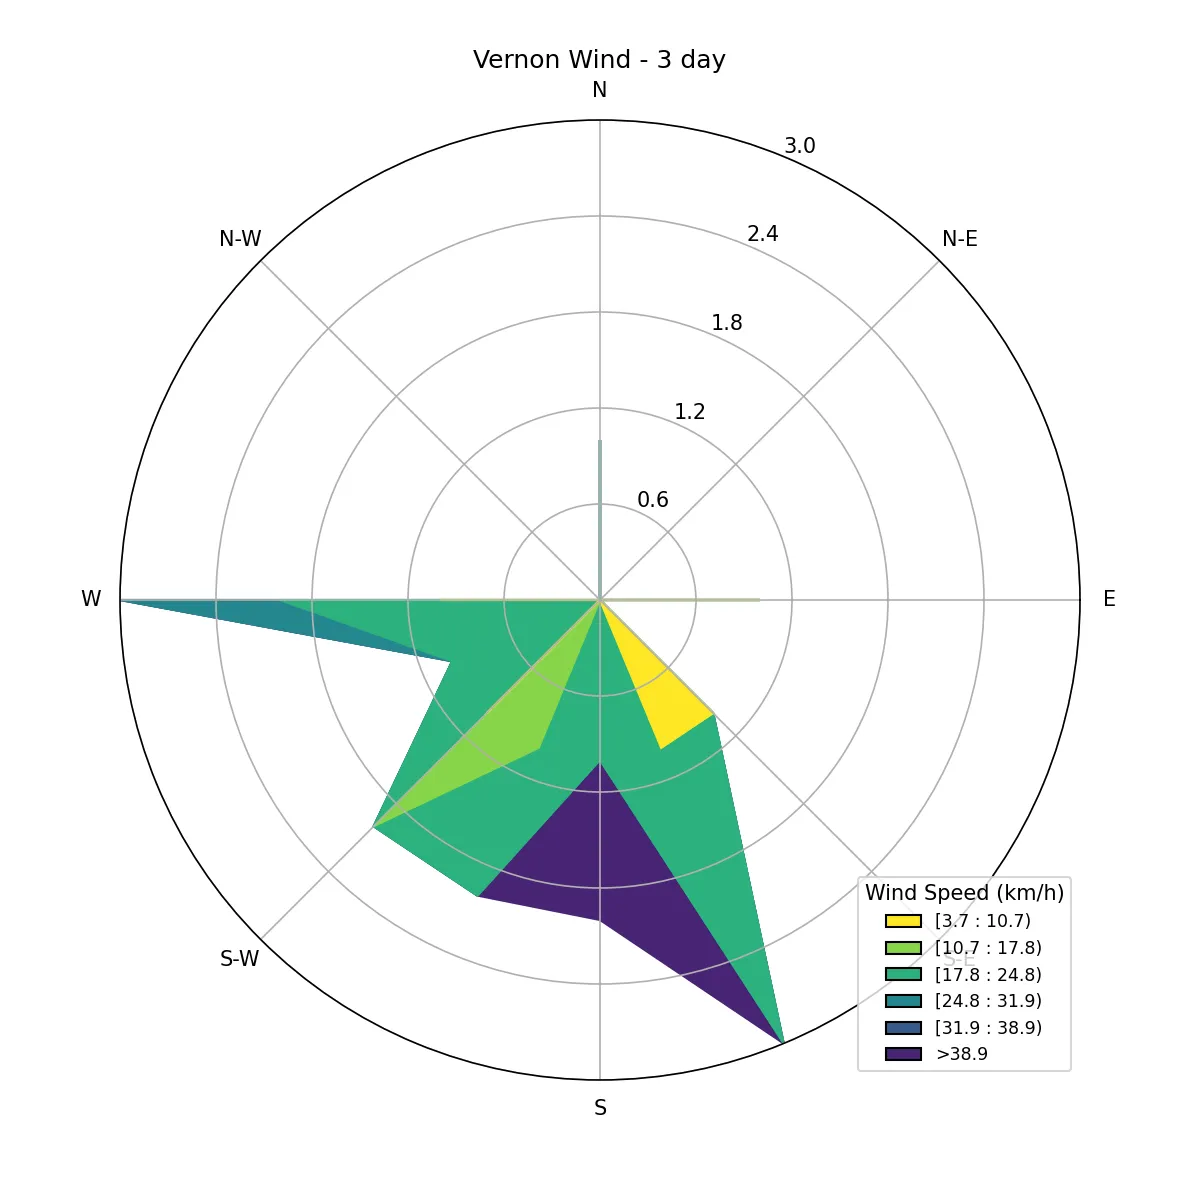 Vernon Wind - 3 day
N
3.0
N-W
N-E
2.4
1.8
1.2
0.6
W
E
S-W
S-E
S
Wind Speed (km/h)
[3.7 : 10.7)
[10.7 : 17.8)
[17.8 : 24.8)
[24.8 : 31.9)
[31.9 : 38.9)
>38.9